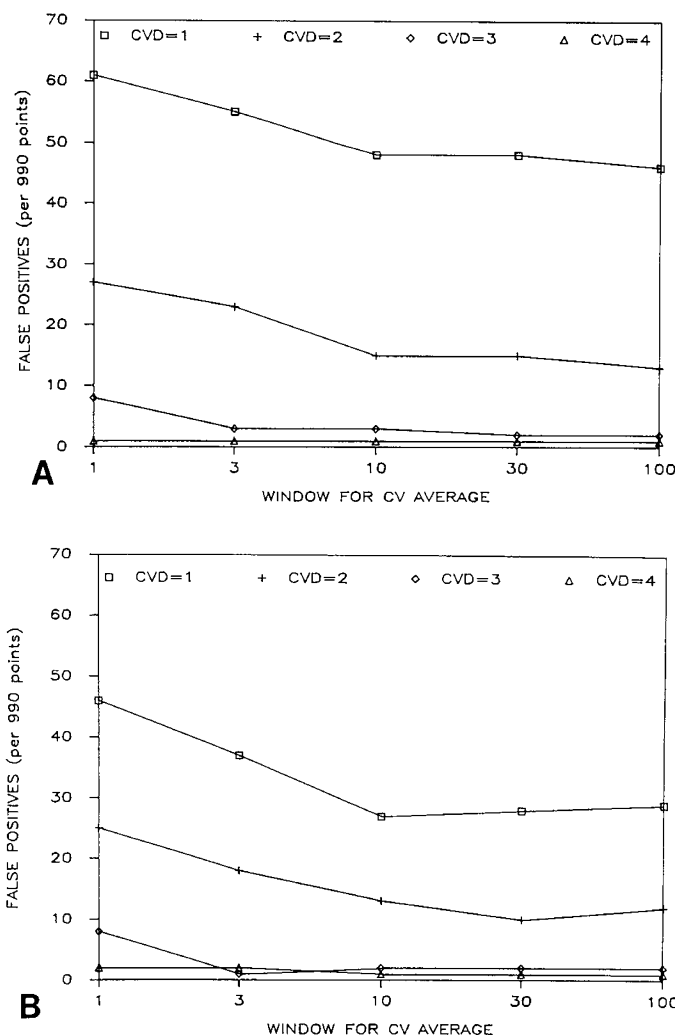 70
□ CVD=1 + CVD=2 ◇ CVD=3 △ CVD=4
60
50
40
30
20
10
0
FALSE POSITIVES (per 990 points)
1 3 10 30 100
WINDOW FOR CV AVERAGE
A
70
□ CVD=1 + CVD=2 ◇ CVD=3 △ CVD=4
60
50
40
30
20
10
0
FALSE POSITIVES (per 990 points)
1 3 10 30 100
WINDOW FOR CV AVERAGE
B